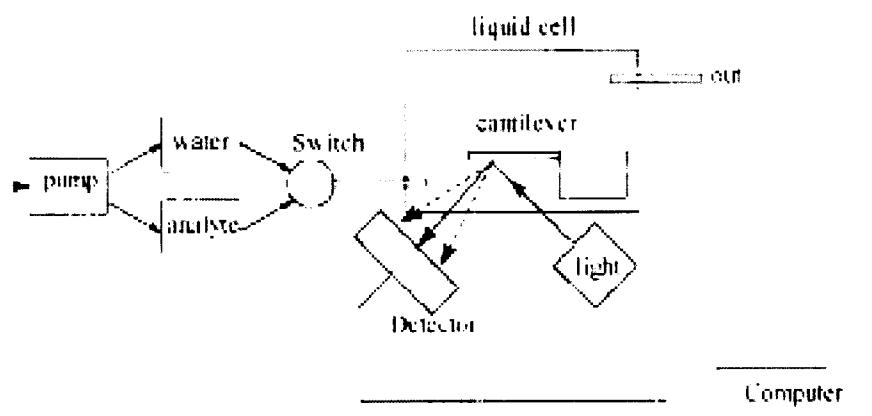 liquid cell
out
cantilever
water
Switch
pump
analyte
light
Detector
Computer